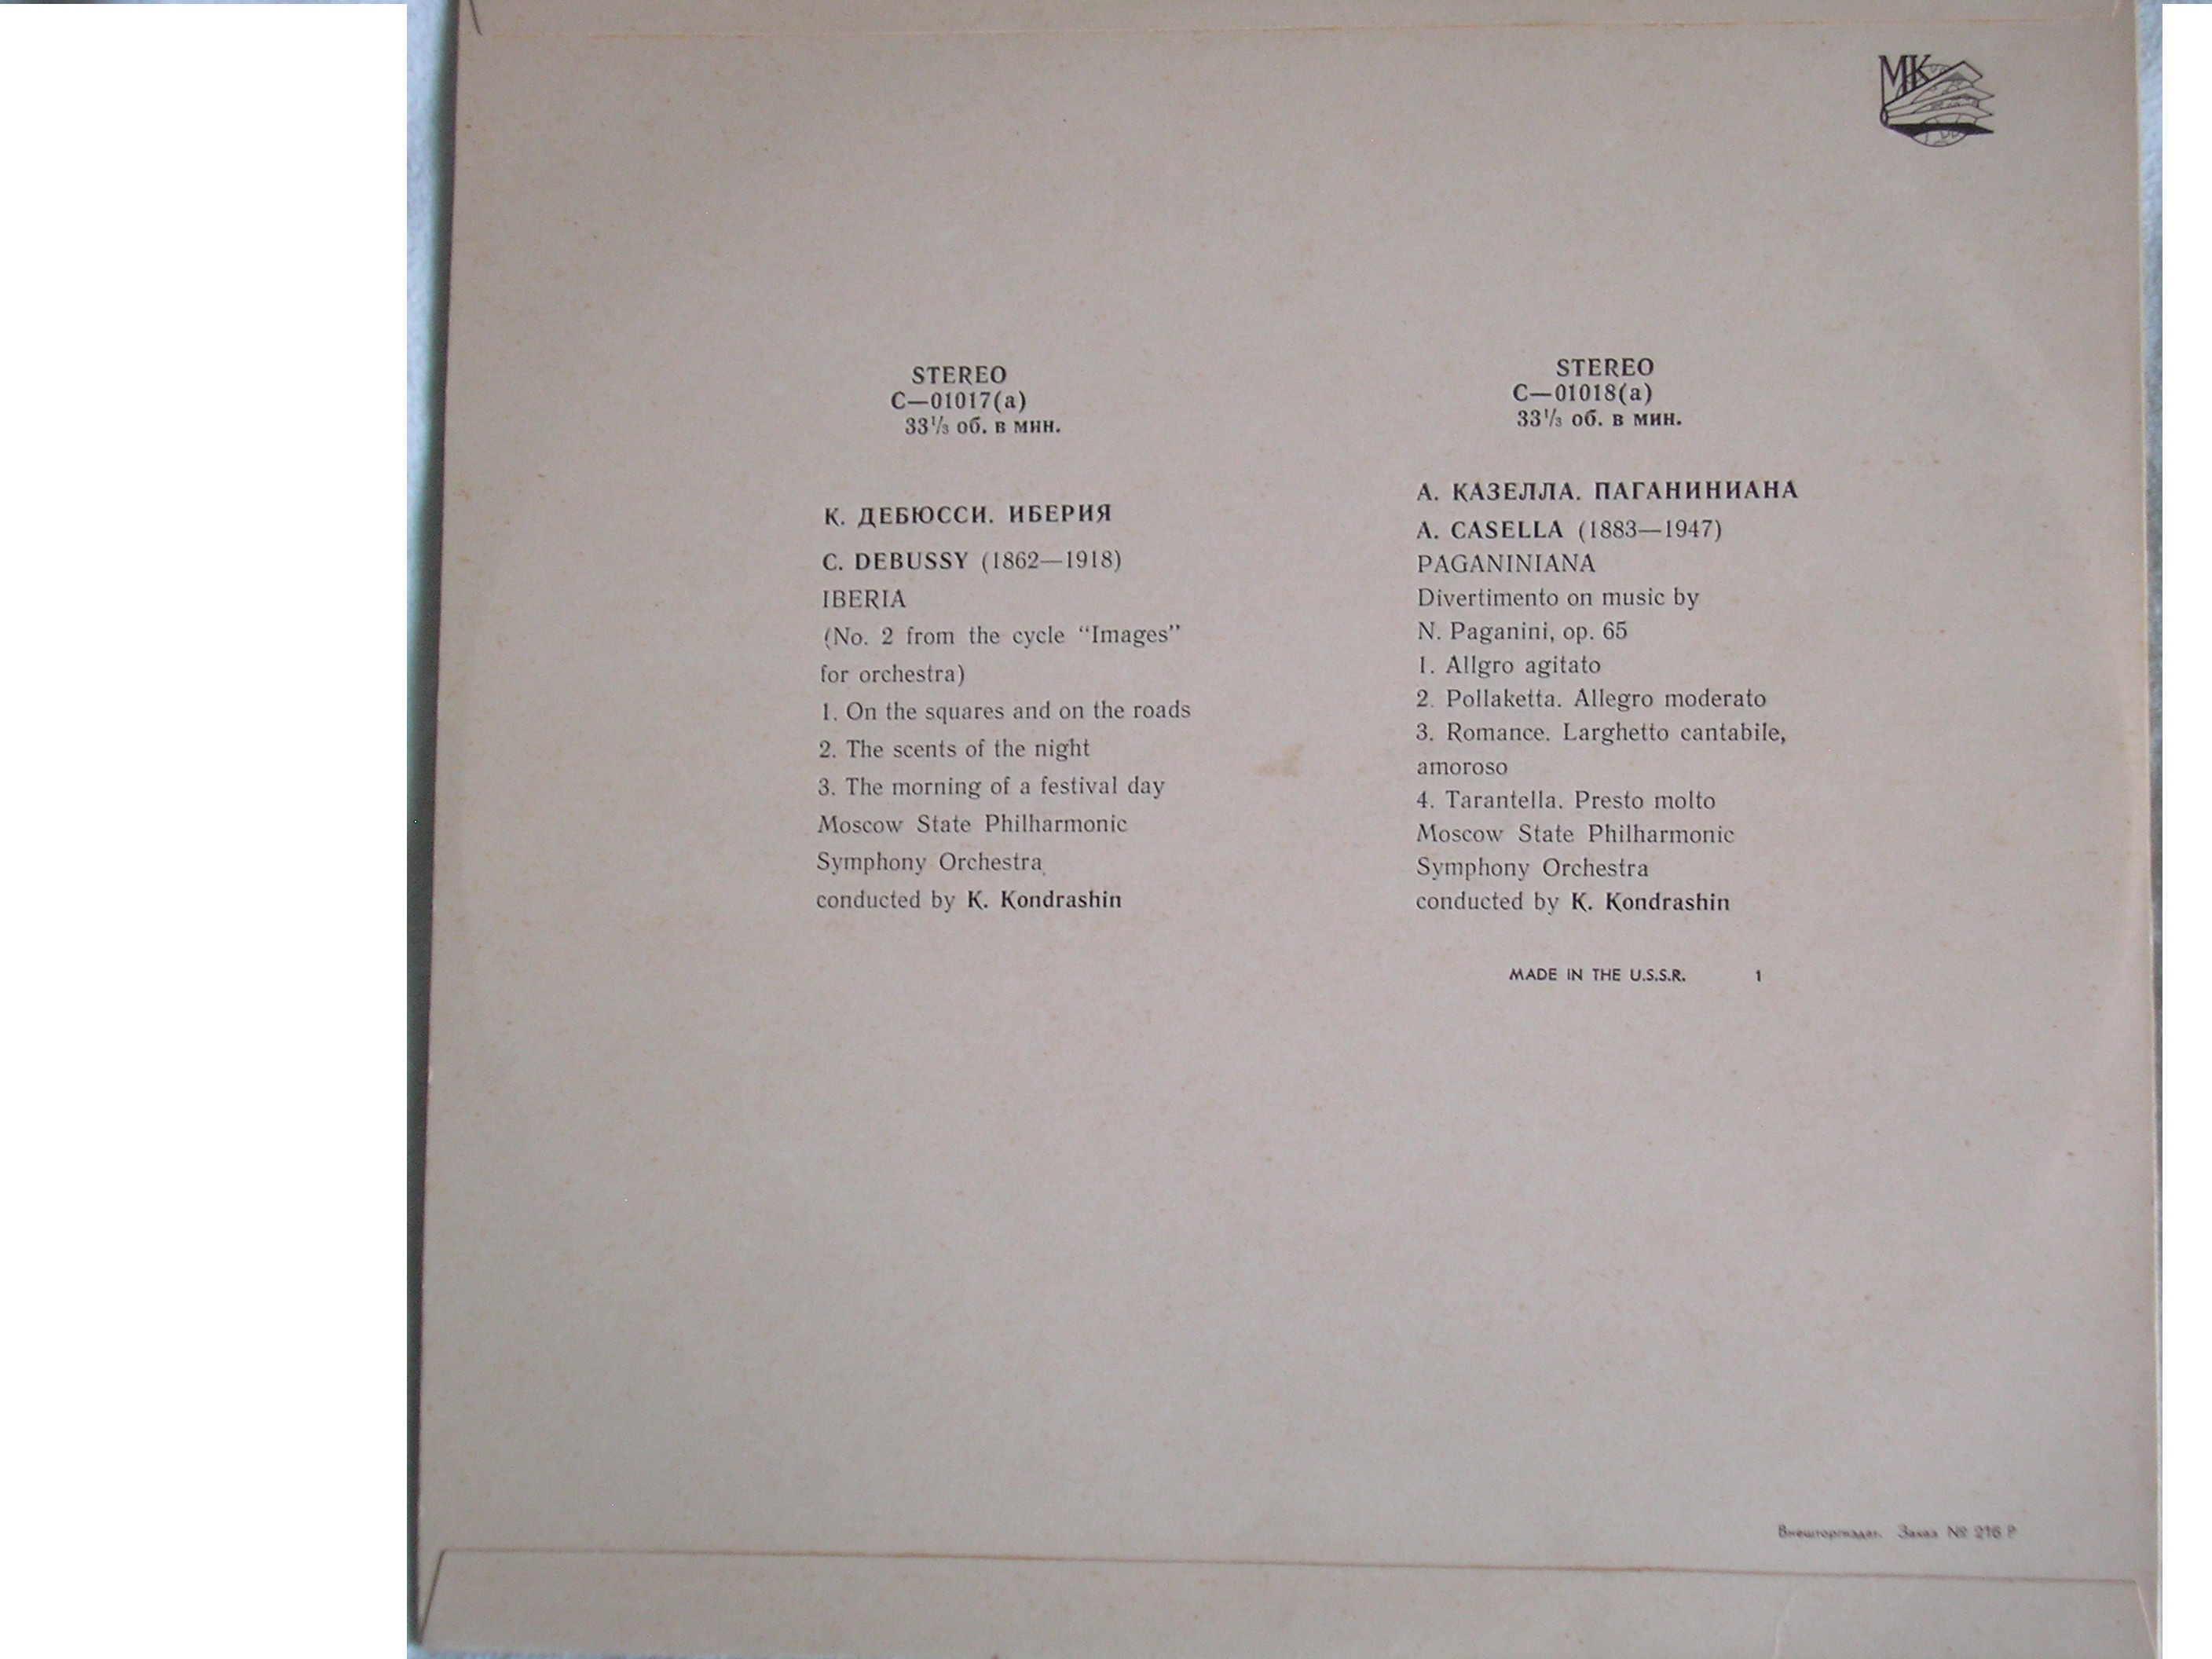 МК
STEREO
С—01017(а)
33 1/3 об. в мин.
К. ДЕБЮССИ. ИБЕРИЯ
C. DEBUSSY (1862—1918)
IBERIA
(No. 2 from the cycle “Images”
for orchestra)
1. On the squares and on the roads
2. The scents of the night
3. The morning of a festival day
Moscow State Philharmonic
Symphony Orchestra
conducted by K. Kondrashin
STEREO
С—01018(а)
33 1/3 об. в мин.
А. КАЗЕЛЛА. ПАГАНИНИАНА
A. CASELLA (1883—1947)
PAGANINIANA
Divertimento on music by
N. Paganini, op. 65
1. Allgro agitato
2. Pollaketta. Allegro moderato
3. Romance. Larghetto cantabile,
amoroso
4. Tarantella. Presto molto
Moscow State Philharmonic
Symphony Orchestra
conducted by K. Kondrashin
MADE IN THE U.S.S.R. 1
Внешторгиздат. Заказ № 216 Р